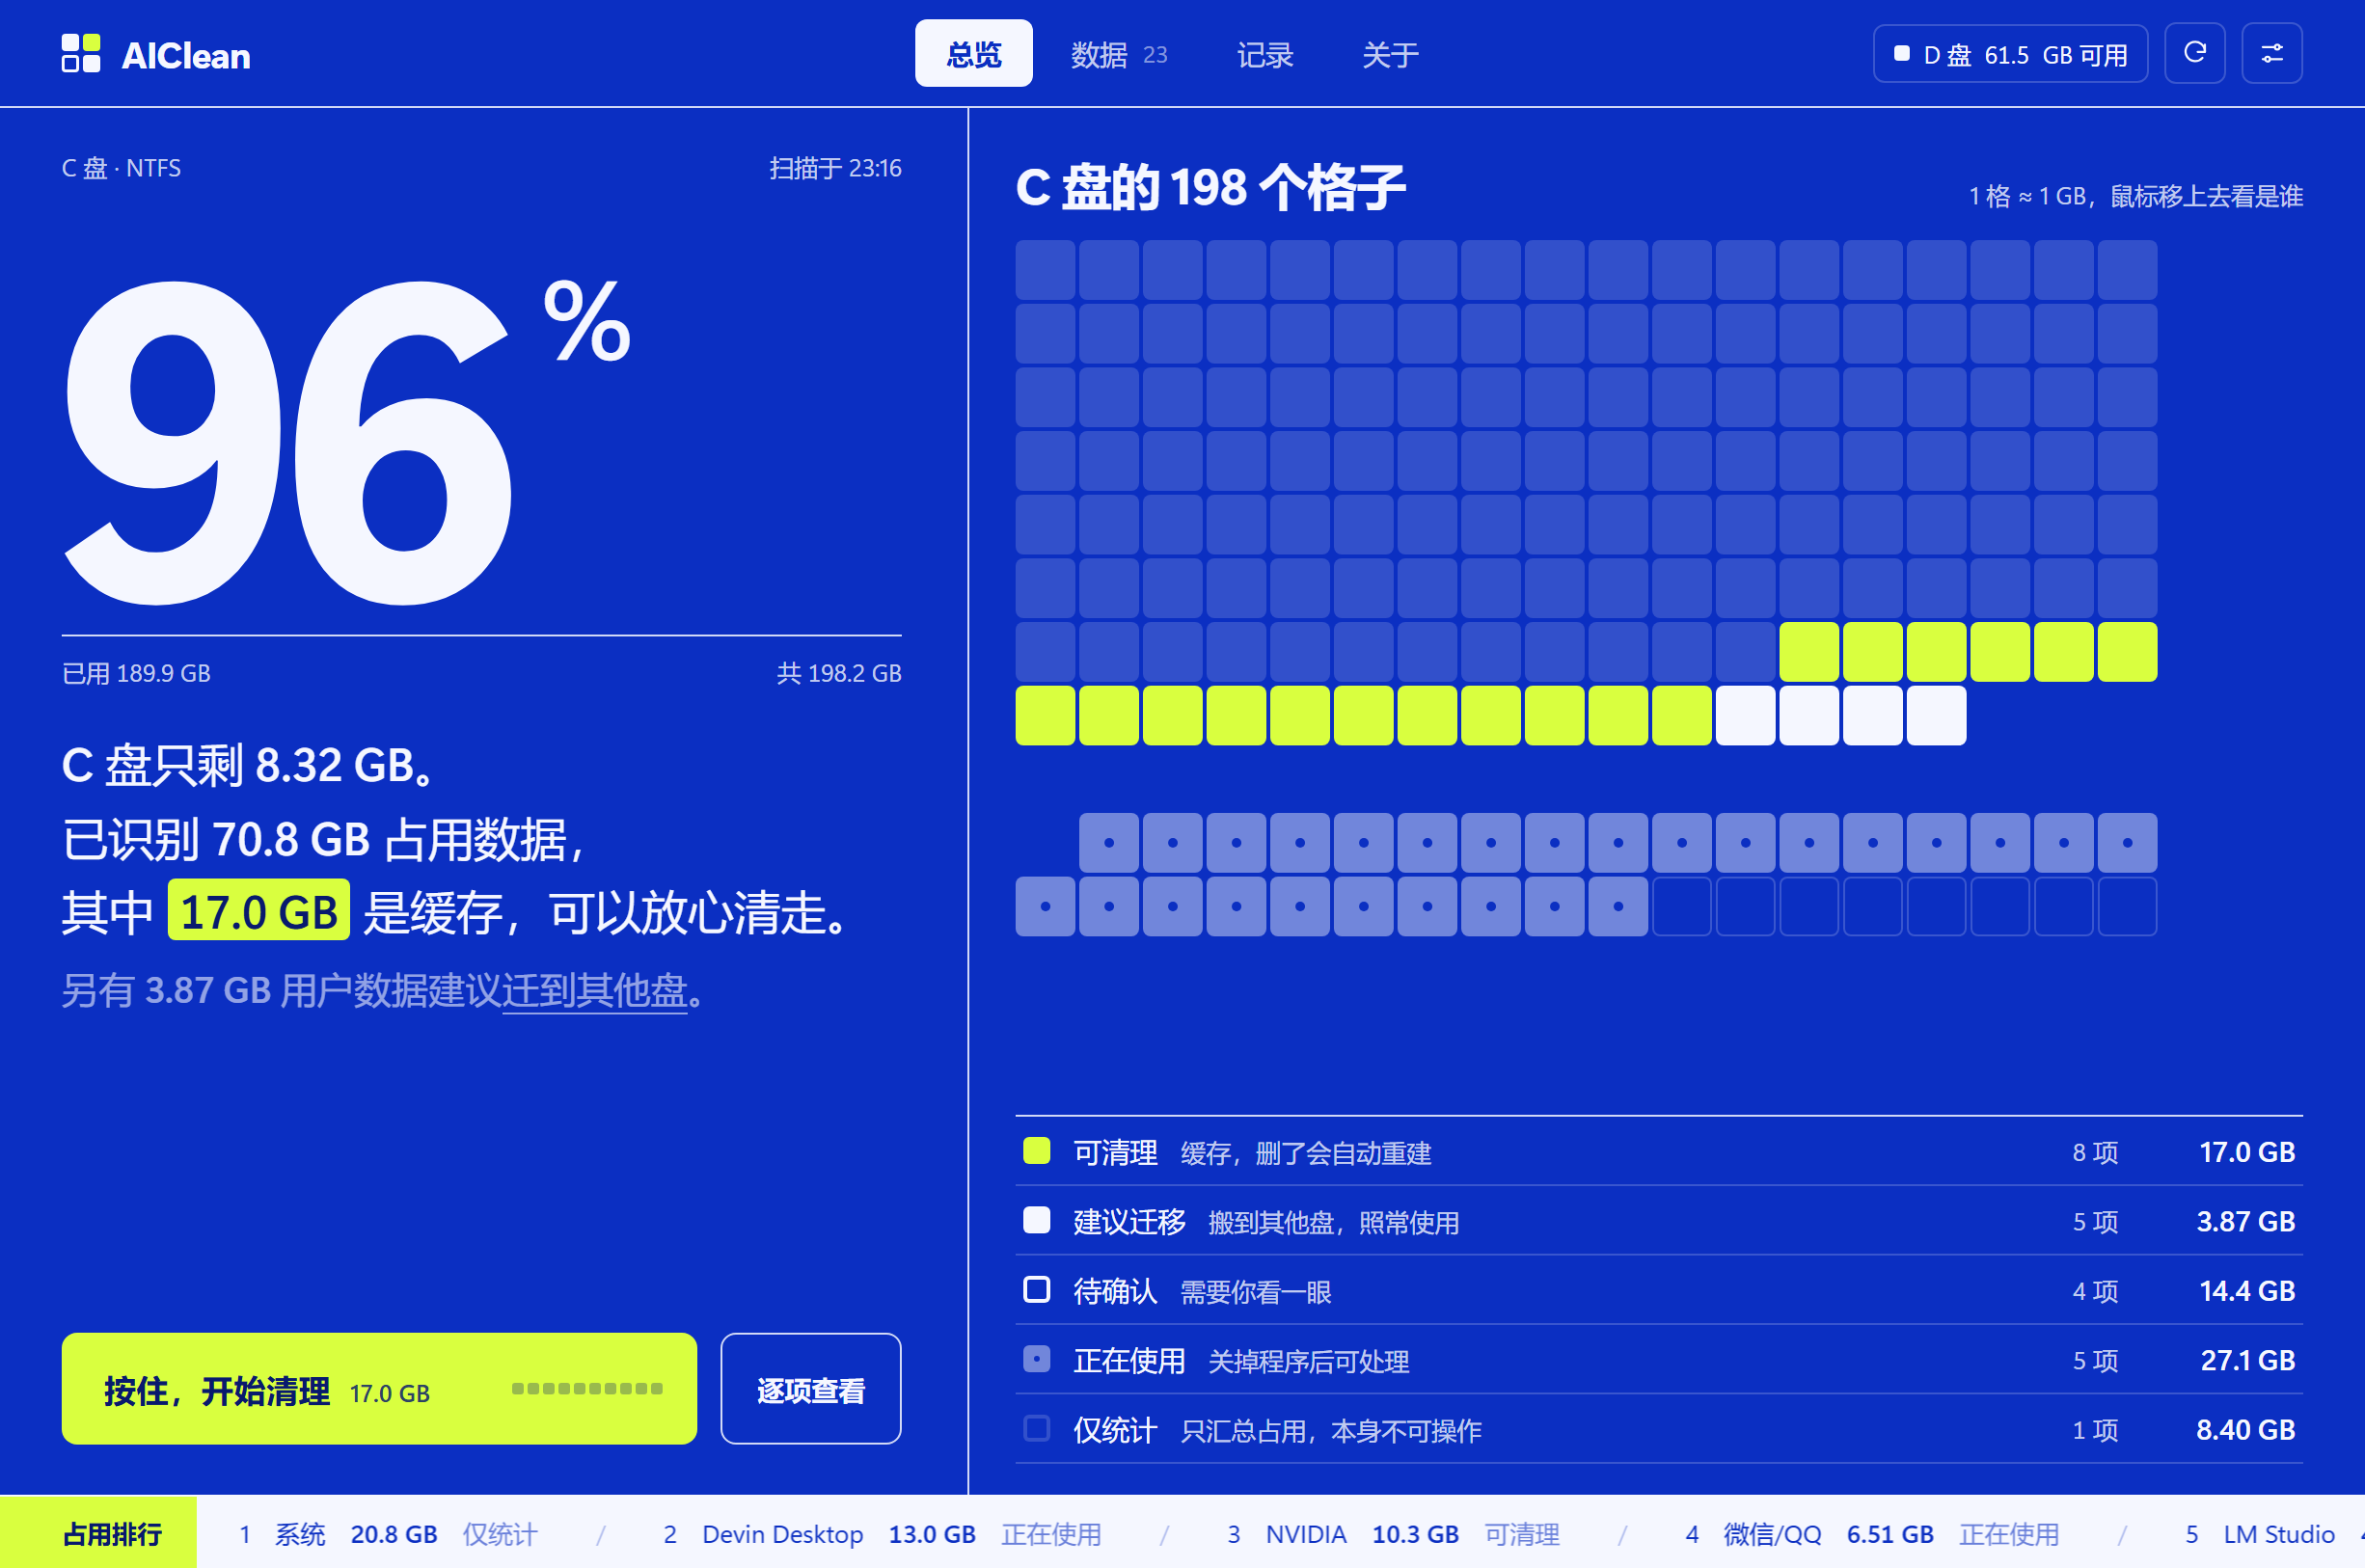 AIClean
总览
数据 23
记录
关于
D 盘 61.5 GB 可用
C 盘 · NTFS
扫描于 23:16
96%
已用 189.9 GB
共 198.2 GB
C 盘只剩 8.32 GB。
已识别 70.8 GB 占用数据，
其中 17.0 GB 是缓存，可以放心清走。
另有 3.87 GB 用户数据建议迁到其他盘。
按住，开始清理 17.0 GB
逐项查看
C 盘的 198 个格子
1 格 ≈ 1 GB，鼠标移上去看是谁
可清理 缓存，删了会自动重建 8 项 17.0 GB
建议迁移 搬到其他盘，照常使用 5 项 3.87 GB
待确认 需要你看一眼 4 项 14.4 GB
正在使用 关掉程序后可处理 5 项 27.1 GB
仅统计 只汇总占用，本身不可操作 1 项 8.40 GB
占用排行 1 系统 20.8 GB 仅统计 / 2 Devin Desktop 13.0 GB 正在使用 / 3 NVIDIA 10.3 GB 可清理 / 4 微信/QQ 6.51 GB 正在使用 / 5 LM Studio